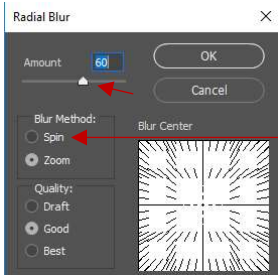 Radial Blur
Amount 60
OK
Cancel
Blur Method:
Spin
Zoom
Blur Center
Quality:
Draft
Good
Best